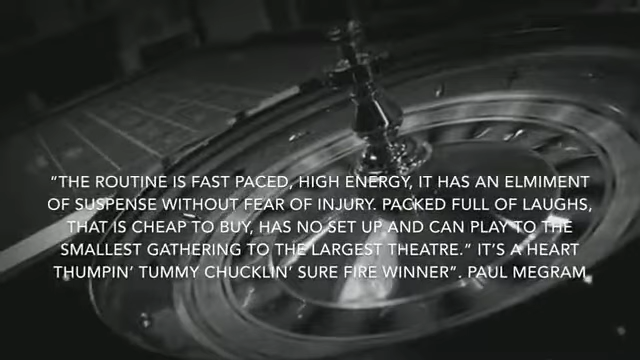 “THE ROUTINE IS FAST PACED, HIGH ENERGY, IT HAS AN ELMIMENT
OF SUSPENSE WITHOUT FEAR OF INJURY. PACKED FULL OF LAUGHS,
THAT IS CHEAP TO BUY, HAS NO SET UP AND CAN PLAY TO THE
SMALLEST GATHERING TO THE LARGEST THEATRE.” IT’S A HEART
THUMPIN’ TUMMY CHUCKLIN’ SURE FIRE WINNER”. PAUL MEGRAM